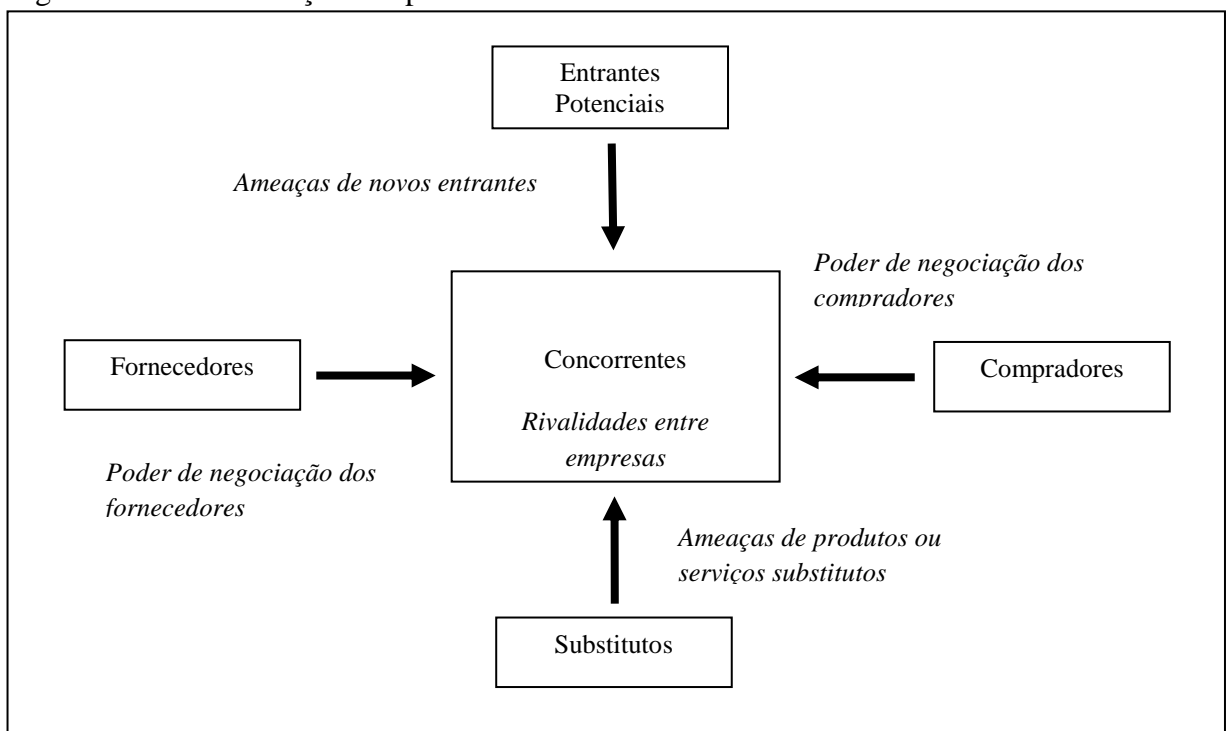 Entrantes
Potenciais
Ameaças de novos entrantes
Poder de negociação dos
compradores
Fornecedores
Concorrentes
Compradores
Rivalidades entre
empresas
Poder de negociação dos
fornecedores
Ameaças de produtos ou
serviços substitutos
Substitutos